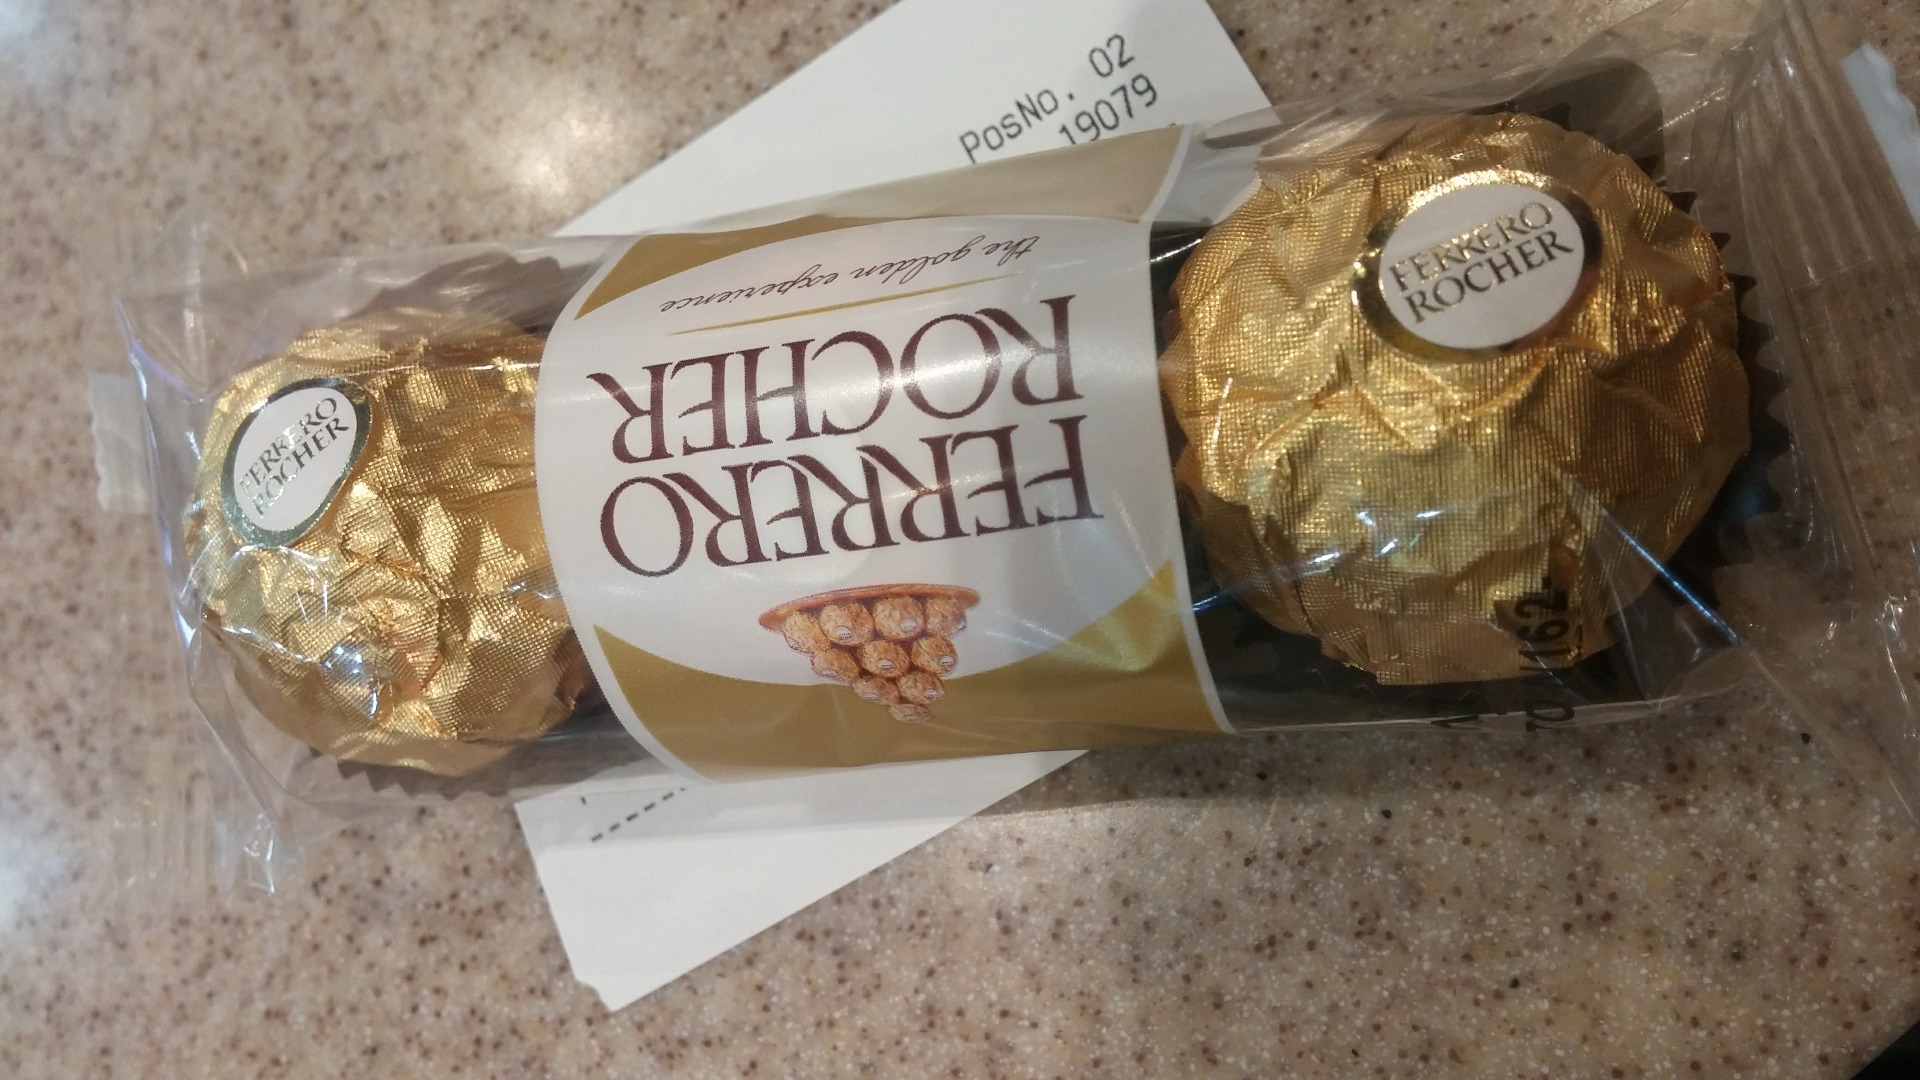 PosNo. 02
19079
FERRERO
ROCHER
the golden experience
FERRERO
ROCHER
FERRERO
ROCHER